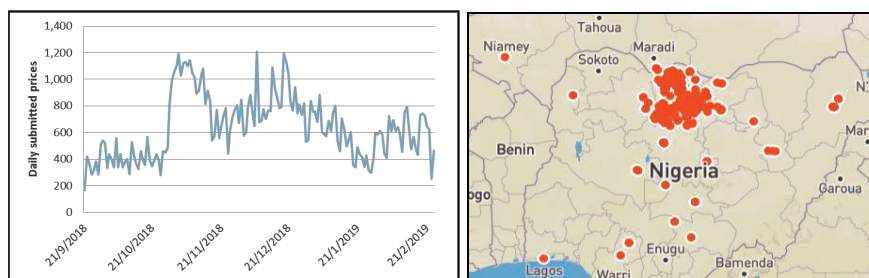 1,400
1,200
1,000
800
600
400
200
0
Daily submitted prices
21/9/2018
21/10/2018
21/11/2018
21/12/2018
21/1/2019
21/2/2019
Tahoua
Niamey
Maradi
Sokoto
Benin
Nigeria
Garoua
Enugu
Lagos
Warri
Bamenda